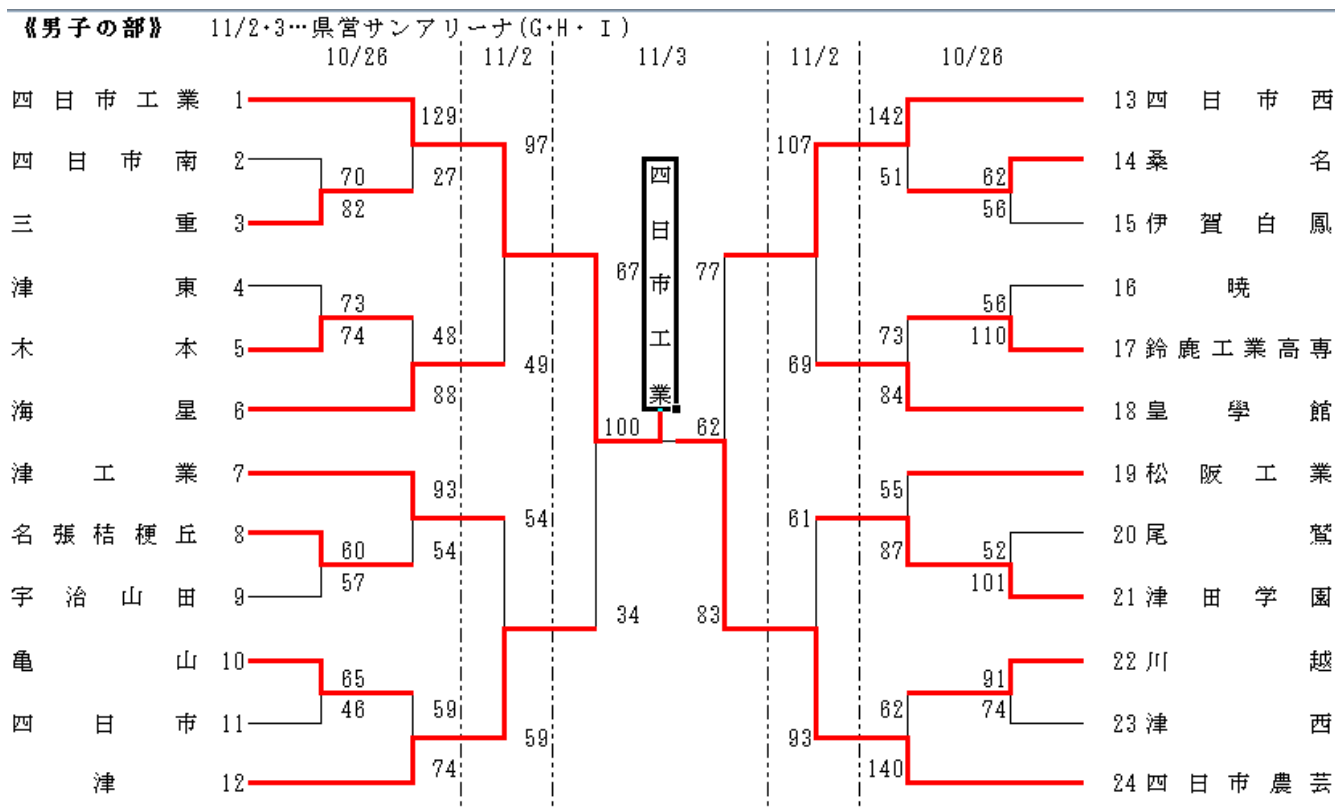 《男子の部》 11/2・3…県営サンアリーナ(G・H・I)
10/26 11/2 11/3 11/2 10/26
四日市工業 1
四日市南 2
三重 3
津東 4
木本 5
海星 6
津工業 7
名張桔梗丘 8
宇治山田 9
亀山 10
四日市 11
津 12
70
82
73
74
60
57
65
46
129
27
48
88
93
54
59
74
97
49
54
59
67
34
100
四日市工業
62
77
83
107
69
61
93
142
51
73
84
55
87
62
140
62
56
56
110
52
101
91
74
13 四日市西
14 桑名
15 伊賀白鳳
16 暁
17 鈴鹿工業高専
18 皇學館
19 松阪工業
20 尾鷲
21 津田学園
22 川越
23 津西
24 四日市農芸